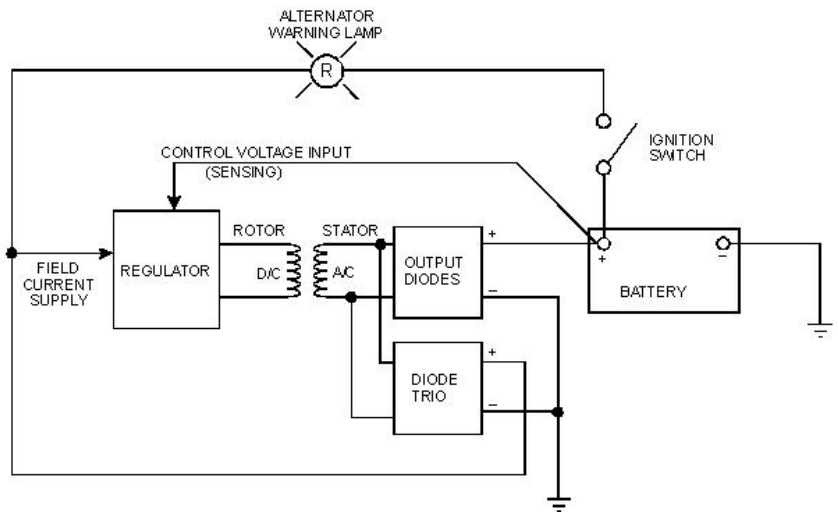 ALTERNATOR
WARNING LAMP
R
IGNITION
SWITCH
CONTROL VOLTAGE INPUT
(SENSING)
ROTOR
STATOR
+
FIELD
CURRENT
SUPPLY
REGULATOR
D/C
A/C
OUTPUT
DIODES
−
+
−
BATTERY
DIODE
TRIO
+
−